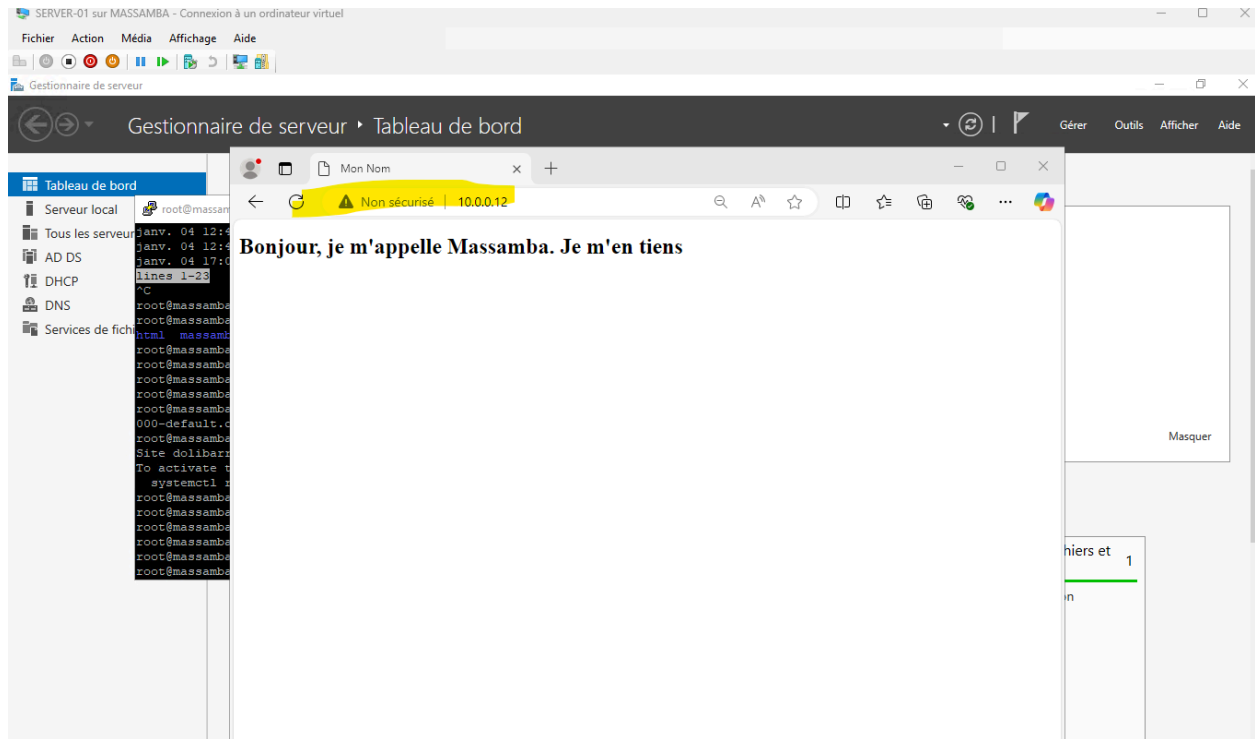 SERVER-01 sur MASSAMBA - Connexion à un ordinateur virtuel
Fichier Action Média Affichage Aide
Gestionnaire de serveur
Gestionnaire de serveur ‣ Tableau de bord
Gérer Outils Afficher Aide
Mon Nom
Non sécurisé 10.0.0.12
Bonjour, je m'appelle Massamba. Je m'en tiens
Tableau de bord
Serveur local
Tous les serveur
AD DS
DHCP
DNS
Services de fichi
root@massam
janv. 04 12:4
janv. 04 12:4
janv. 04 17:0
lines 1-23
^C
root@massamba
root@massamba
html massamb
root@massamba
root@massamba
root@massamba
root@massamba
root@massamba
000-default.c
root@massamba
Site dolibarr
To activate t
systemctl r
root@massamba
root@massamba
root@massamba
root@massamba
root@massamba
root@massamba
Masquer
hiers et 1
on